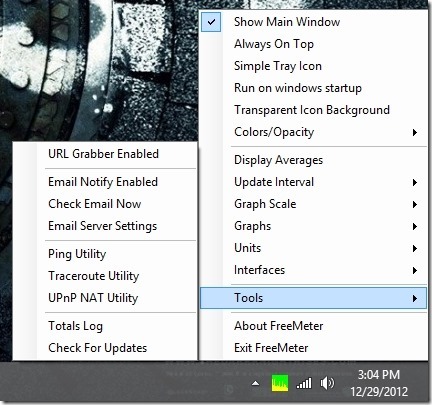 Show Main Window
Always On Top
Simple Tray Icon
Run on windows startup
Transparent Icon Background
Colors/Opacity
Display Averages
Update Interval
Graph Scale
Graphs
Units
Interfaces
Tools
About FreeMeter
Exit FreeMeter
URL Grabber Enabled
Email Notify Enabled
Check Email Now
Email Server Settings
Ping Utility
Traceroute Utility
UPnP NAT Utility
Totals Log
Check For Updates
3:04 PM
12/29/2012